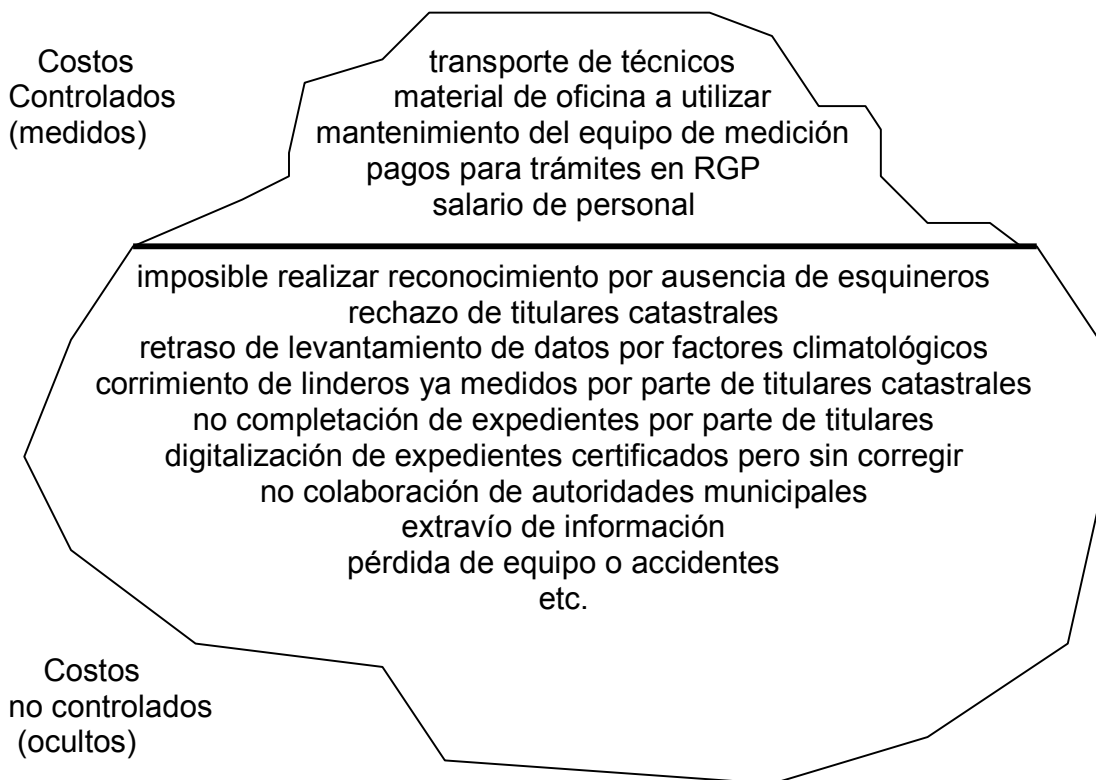 Costos
Controlados
(medidos)
transporte de técnicos
material de oficina a utilizar
mantenimiento del equipo de medición
pagos para trámites en RGP
salario de personal
imposible realizar reconocimiento por ausencia de esquineros
rechazo de titulares catastrales
retraso de levantamiento de datos por factores climatológicos
corrimiento de linderos ya medidos por parte de titulares catastrales
no completación de expedientes por parte de titulares
digitalización de expedientes certificados pero sin corregir
no colaboración de autoridades municipales
extravío de información
pérdida de equipo o accidentes
etc.
Costos
no controlados
(ocultos)